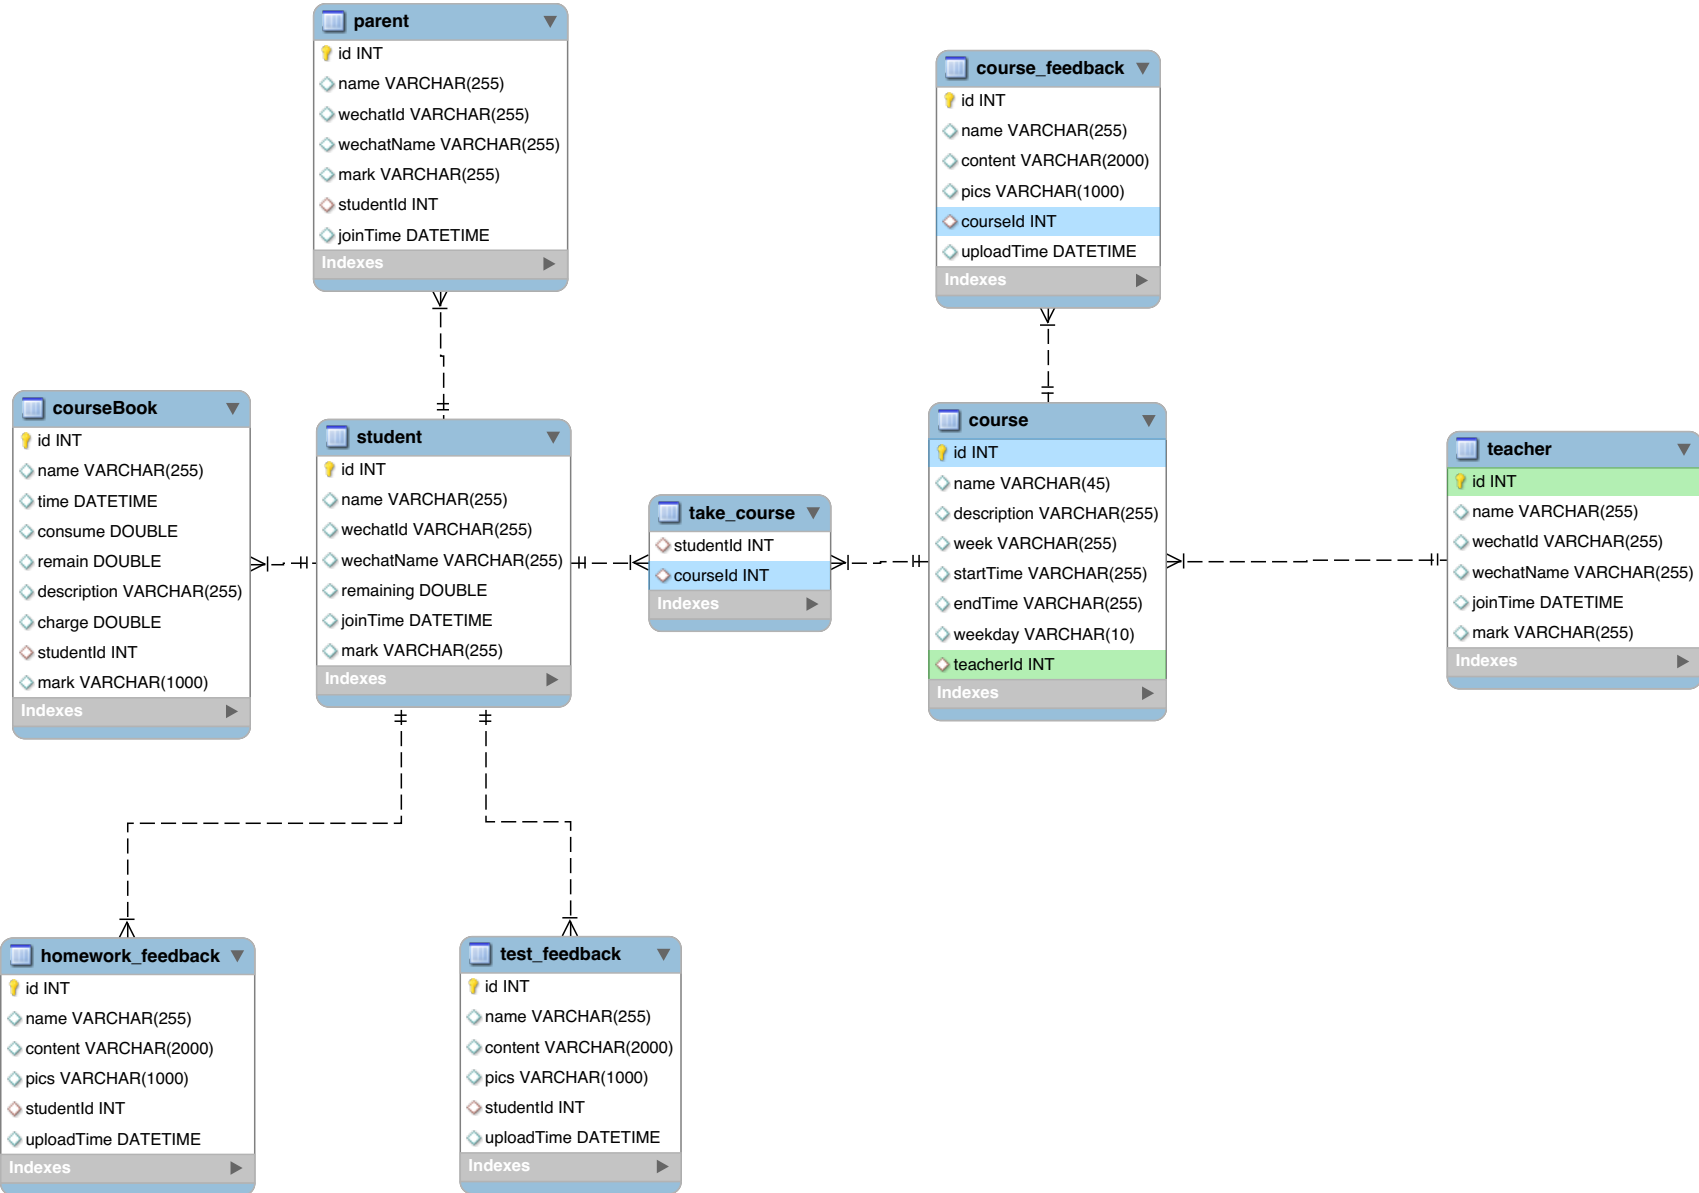 parent
id INT
name VARCHAR(255)
wechatId VARCHAR(255)
wechatName VARCHAR(255)
mark VARCHAR(255)
studentId INT
joinTime DATETIME
Indexes
course_feedback
id INT
name VARCHAR(255)
content VARCHAR(2000)
pics VARCHAR(1000)
courseId INT
uploadTime DATETIME
Indexes
courseBook
id INT
name VARCHAR(255)
time DATETIME
consume DOUBLE
remain DOUBLE
description VARCHAR(255)
charge DOUBLE
studentId INT
mark VARCHAR(1000)
Indexes
student
id INT
name VARCHAR(255)
wechatId VARCHAR(255)
wechatName VARCHAR(255)
remaining DOUBLE
joinTime DATETIME
mark VARCHAR(255)
Indexes
take_course
studentId INT
courseId INT
Indexes
course
id INT
name VARCHAR(45)
description VARCHAR(255)
week VARCHAR(255)
startTime VARCHAR(255)
endTime VARCHAR(255)
weekday VARCHAR(10)
teacherId INT
Indexes
teacher
id INT
name VARCHAR(255)
wechatId VARCHAR(255)
wechatName VARCHAR(255)
joinTime DATETIME
mark VARCHAR(255)
Indexes
homework_feedback
id INT
name VARCHAR(255)
content VARCHAR(2000)
pics VARCHAR(1000)
studentId INT
uploadTime DATETIME
Indexes
test_feedback
id INT
name VARCHAR(255)
content VARCHAR(2000)
pics VARCHAR(1000)
studentId INT
uploadTime DATETIME
Indexes